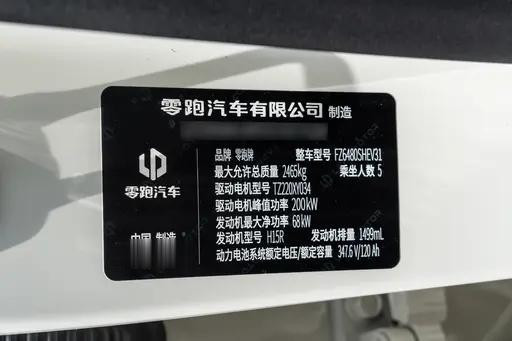 零跑汽车有限公司 制造
品牌 零跑牌 整车型号 FZ6480SHEV31
最大允许总质量 2465kg 乘坐人数 5
驱动电机型号 TZ220XY034
驱动电机峰值功率 200kW
发动机最大净功率 68kW
发动机型号 H15R 发动机排量 1499mL
动力电池系统额定电压/额定容量 347.6 V/120 Ah
零跑汽车
中国 制造